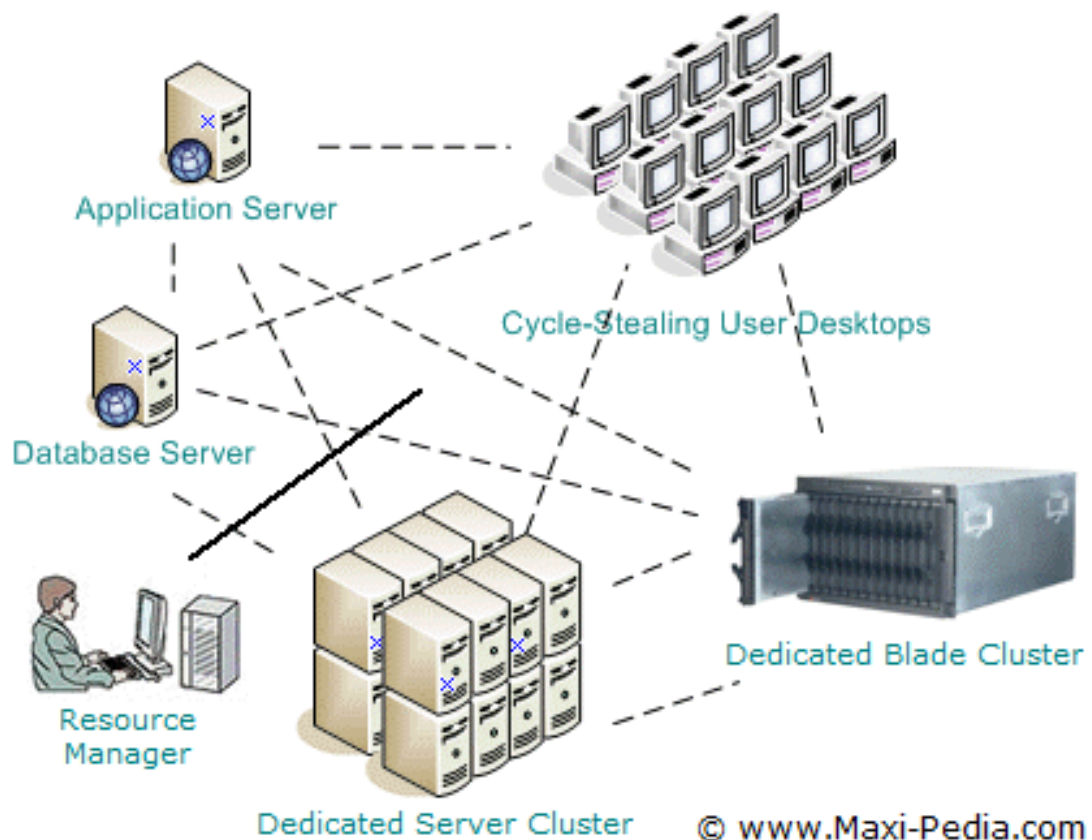 Application Server
Cycle-Stealing User Desktops
Database Server
Dedicated Blade Cluster
Resource
Manager
Dedicated Server Cluster
© www.Maxi-Pedia.com